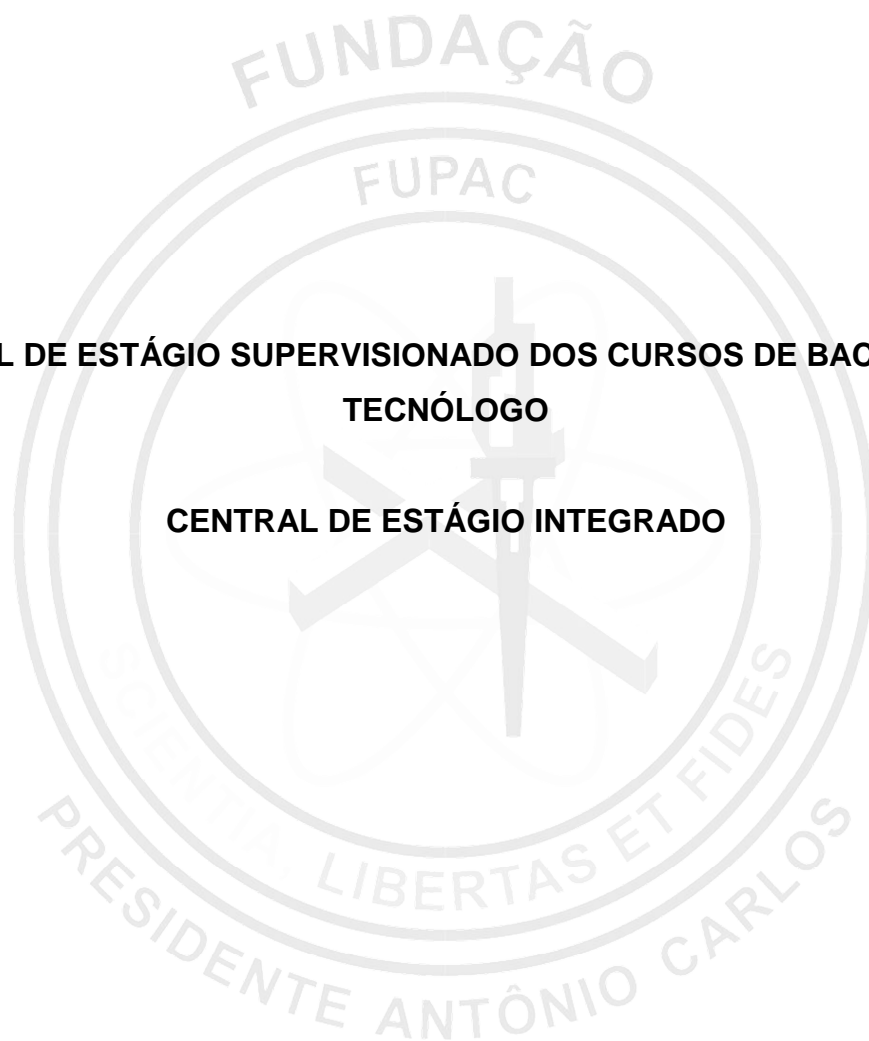 FUNDAÇÃO
FUPAC
L DE ESTÁGIO SUPERVISIONADO DOS CURSOS DE BAC
TECNÓLOGO
CENTRAL DE ESTÁGIO INTEGRADO
SCIENTIA, LIBERTAS ET FIDES
PRESIDENTE ANTÔNIO CARLOS